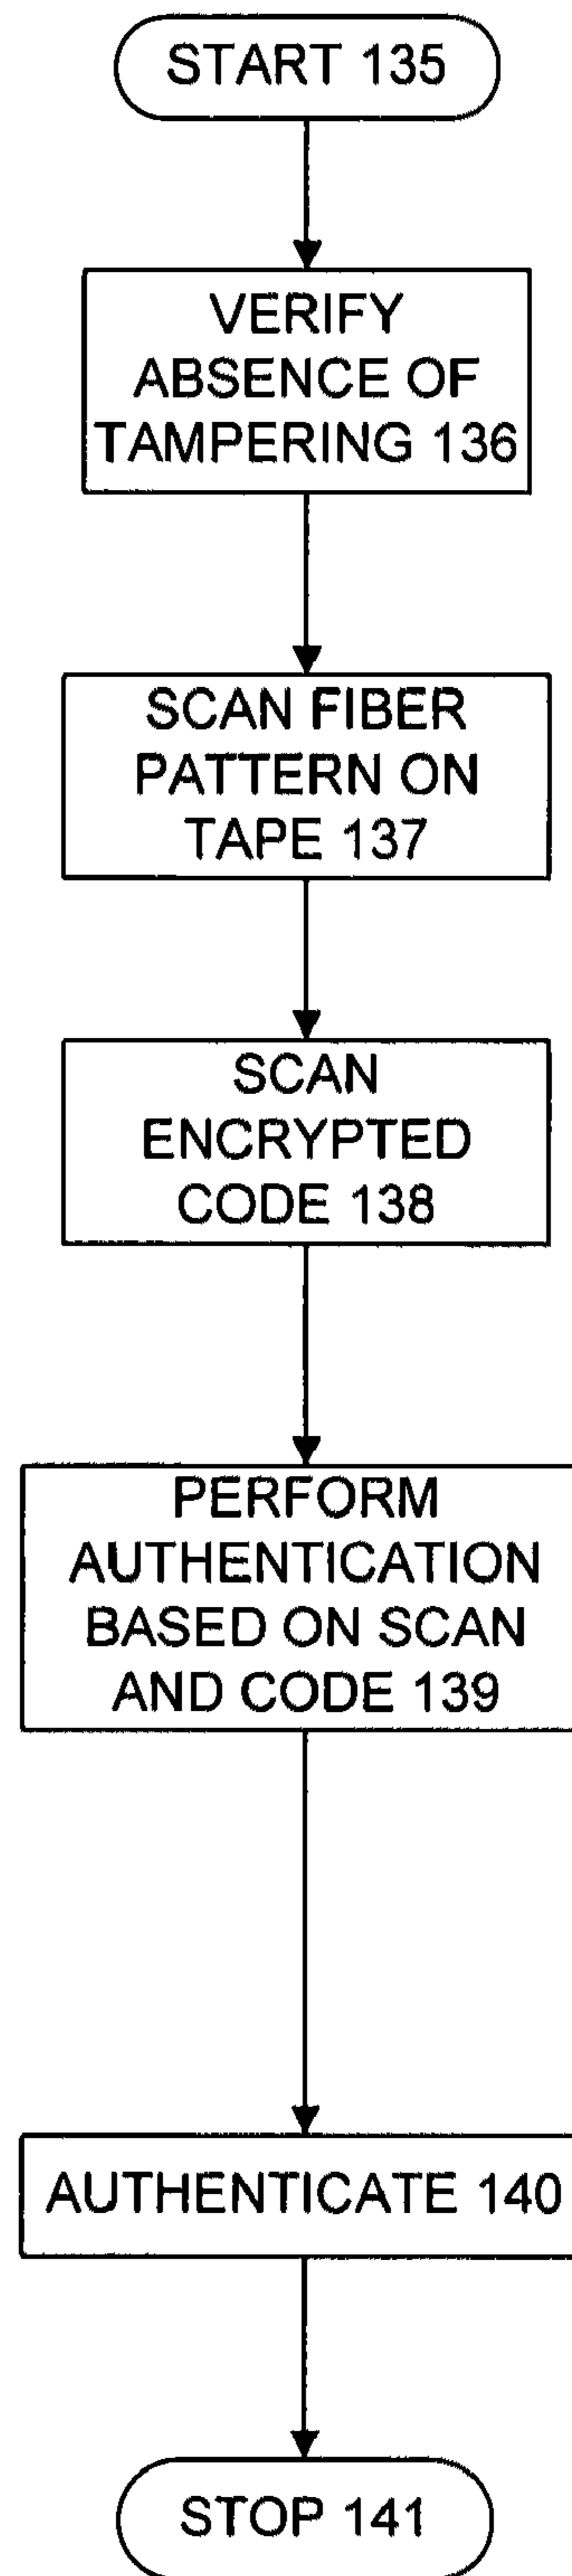 START 135
VERIFY
ABSENCE OF
TAMPERING 136
SCAN FIBER
PATTERN ON
TAPE 137
SCAN
ENCRYPTED
CODE 138
PERFORM
AUTHENTICATION
BASED ON SCAN
AND CODE 139
AUTHENTICATE 140
STOP 141